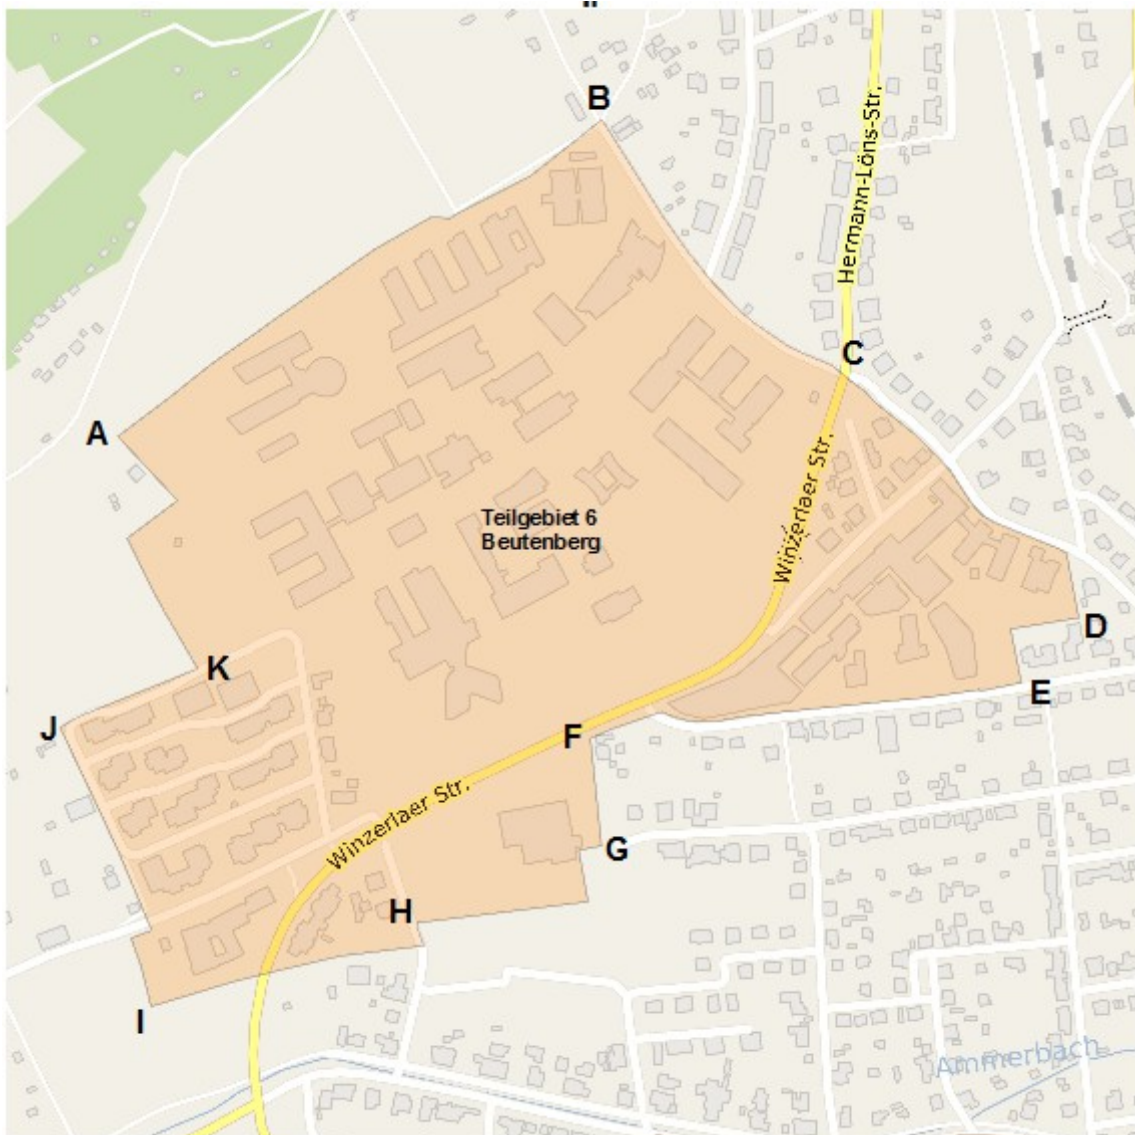 B
Hermann-Löns-Str.
C
A
Teilgebiet 6
Beutenberg
Winzerlaer Str.
D
K
E
J
F
Winzerlaer Str.
G
H
I
Ammerbach